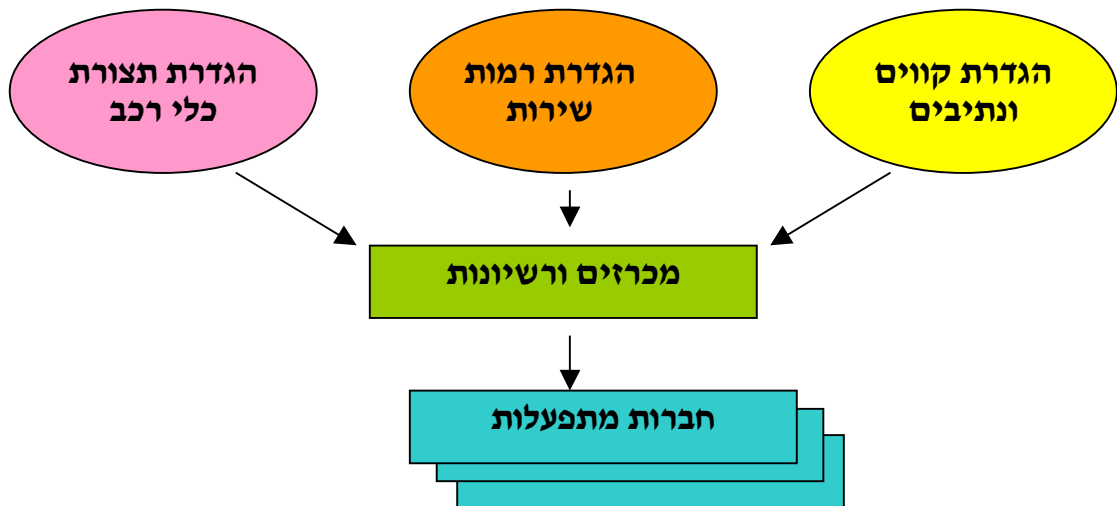 הגדרת קווים
ונתיבים
הגדרת רמות
שירות
הגדרת תצורת
כלי רכב
מכרזים ורשיונות
חברות מתפעלות